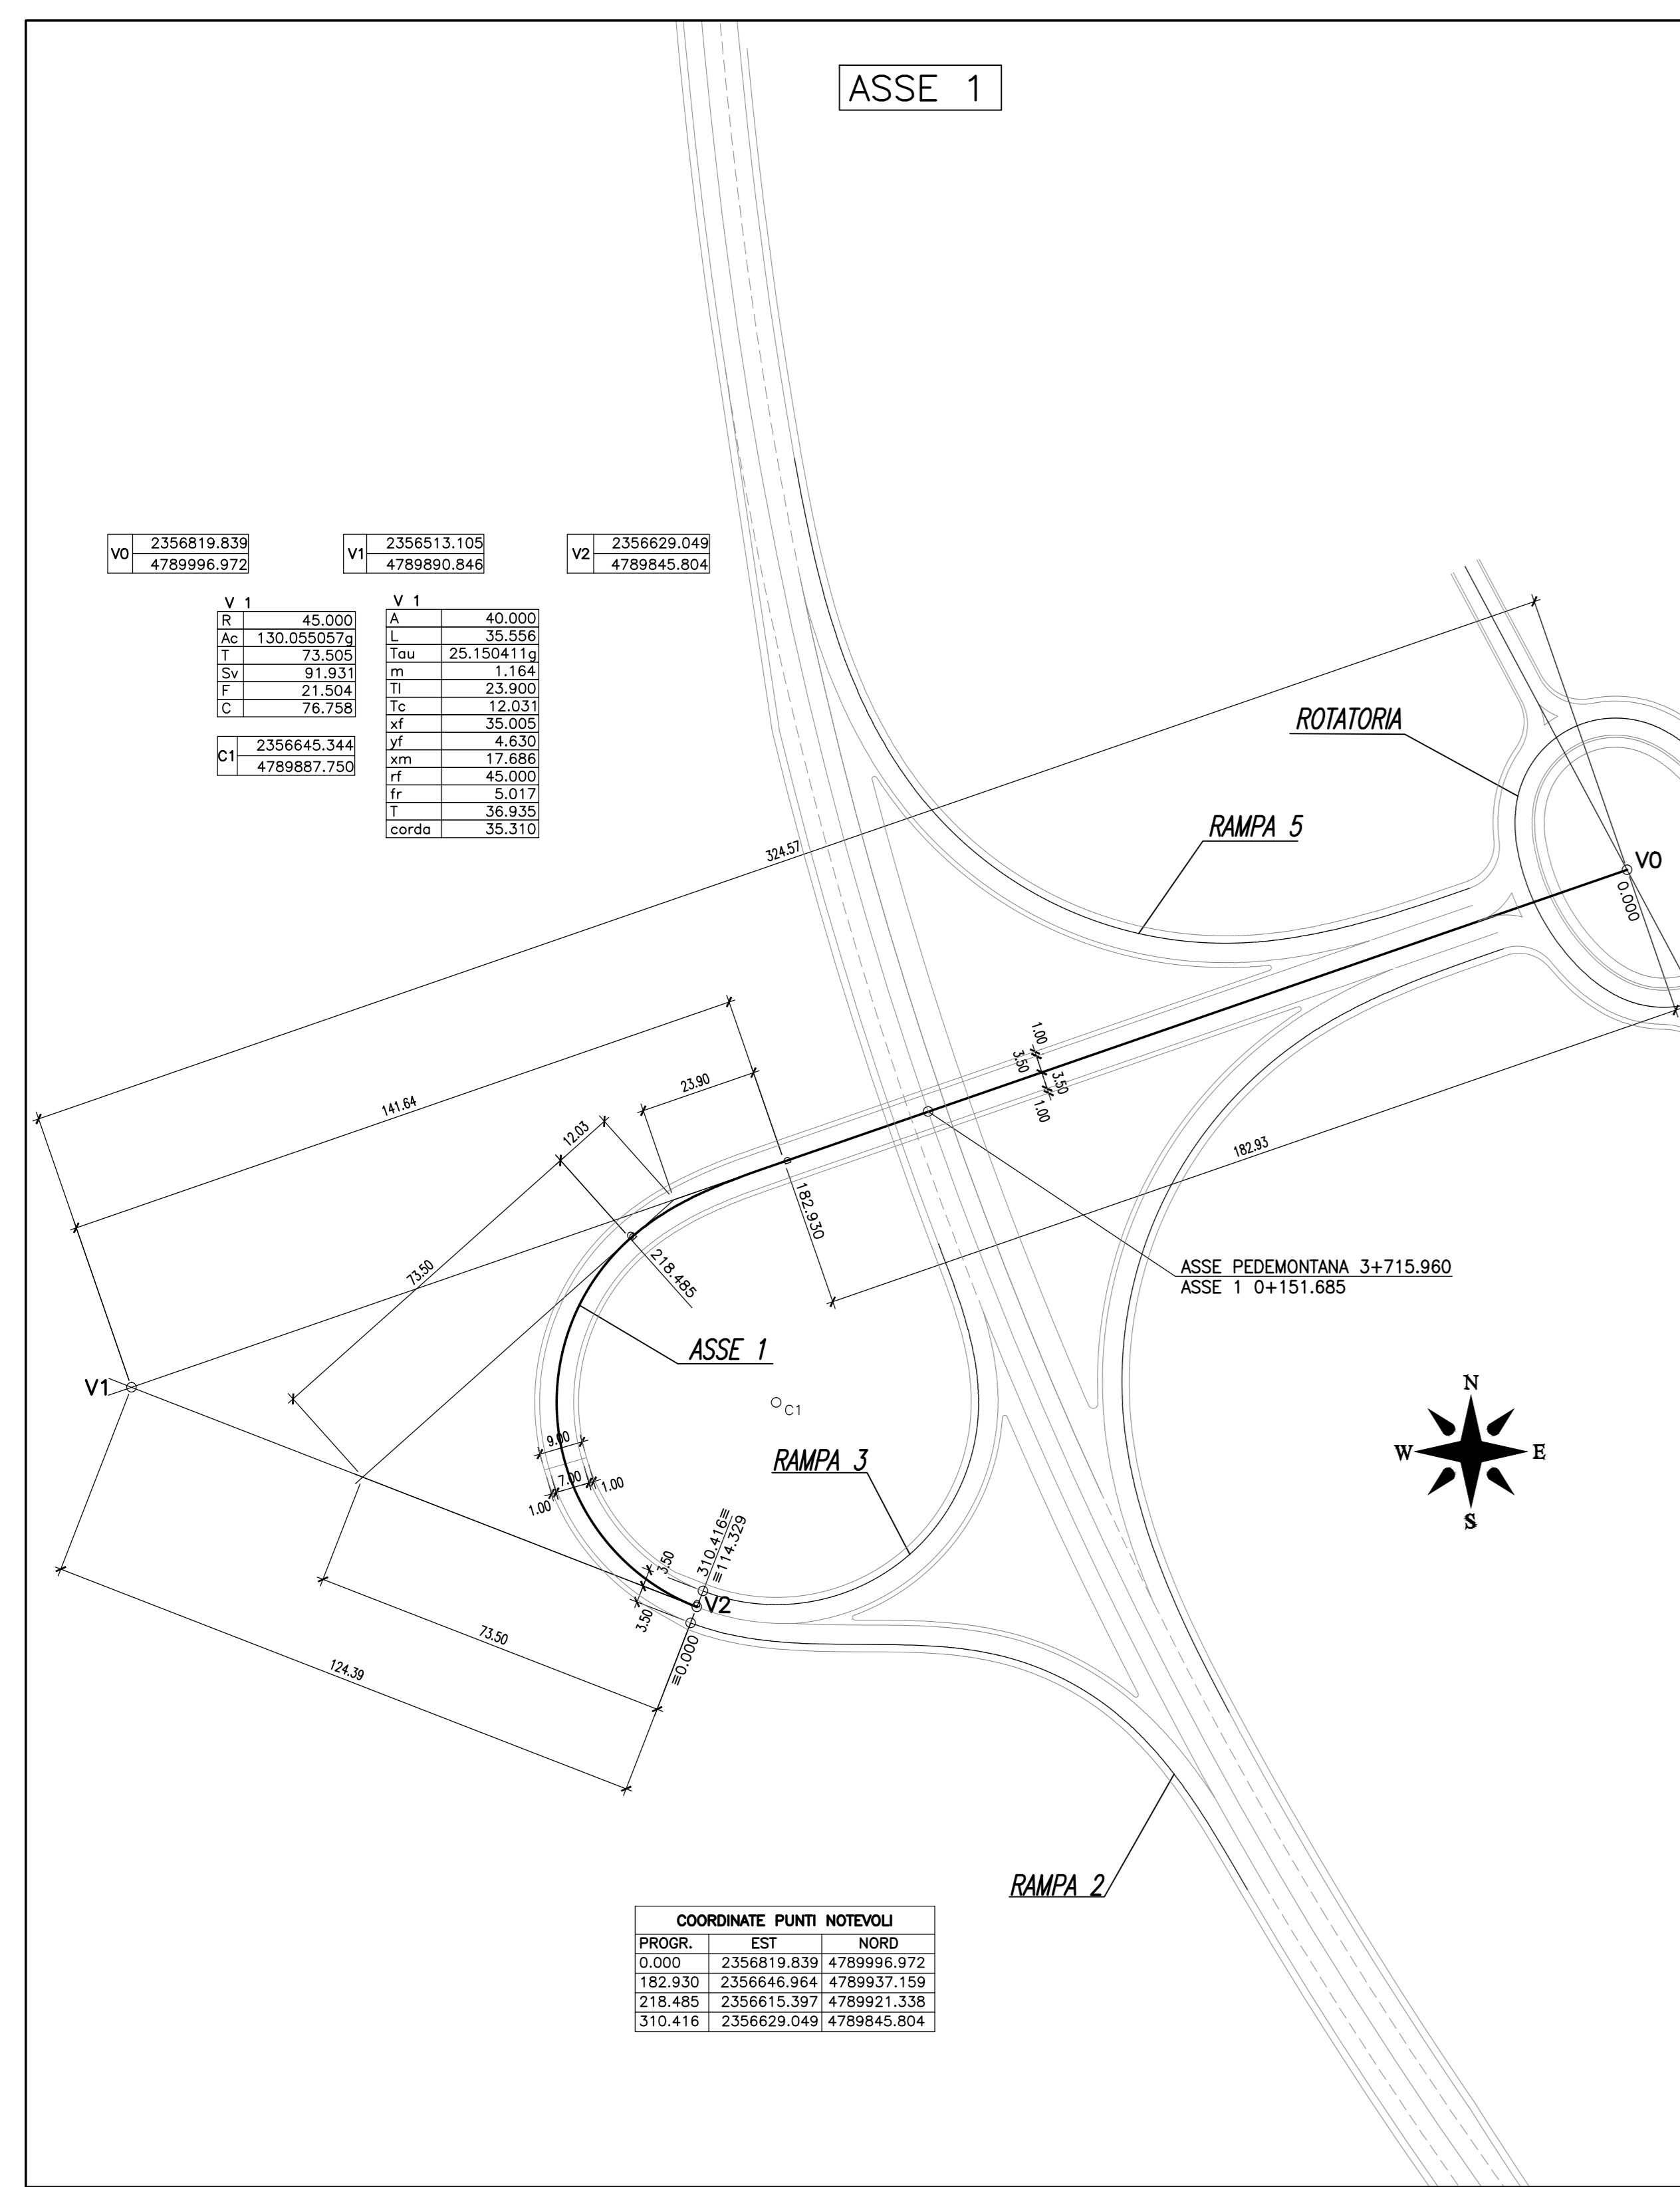 ASSE 1
V0 2356819.839
4789996.972
V1 2356513.105
4789890.846
V2 2356629.049
4789845.804
V 1
R 45.000
Ac 130.055057g
T 73.505
Sv 91.931
F 21.504
C 76.758
C1 2356645.344
4789887.750
V 1
A 40.000
L 35.556
Tau 25.150411g
m 1.164
Tl 23.900
Tc 12.031
xf 35.005
yf 4.630
xm 17.686
rf 45.000
fr 5.017
T 36.935
corda 35.310
ROTATORIA
RAMPA 5
324.57
V0
0.000
1.00
3.50
3.50
1.00
23.90
141.64
12.03
182.93
182.930
218.485
73.50
ASSE PEDEMONTANA 3+715.960
ASSE 1 0+151.685
ASSE 1
V1
C1
N
W
E
S
9.00
7.00
1.00
1.00
RAMPA 3
310.416≡
≡114.329
3.50
V2
3.50
≡0.000
73.50
124.39
RAMPA 2
COORDINATE PUNTI NOTEVOLI
PROGR. EST NORD
0.000 2356819.839 4789996.972
182.930 2356646.964 4789937.159
218.485 2356615.397 4789921.338
310.416 2356629.049 4789845.804